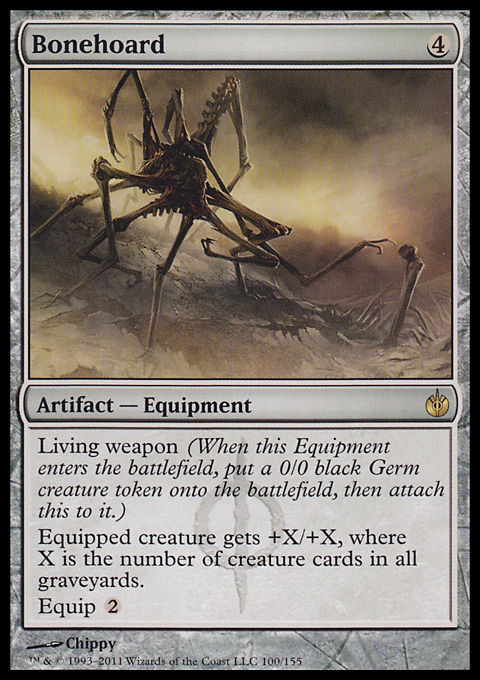 Bonehoard 4
Artifact — Equipment
Living weapon (When this Equipment
enters the battlefield, put a 0/0 black Germ
creature token onto the battlefield, then attach
this to it.)
Equipped creature gets +X/+X, where
X is the number of creature cards in all
graveyards.
Equip 2
Chippy
™ & © 1993–2011 Wizards of the Coast LLC 100/155